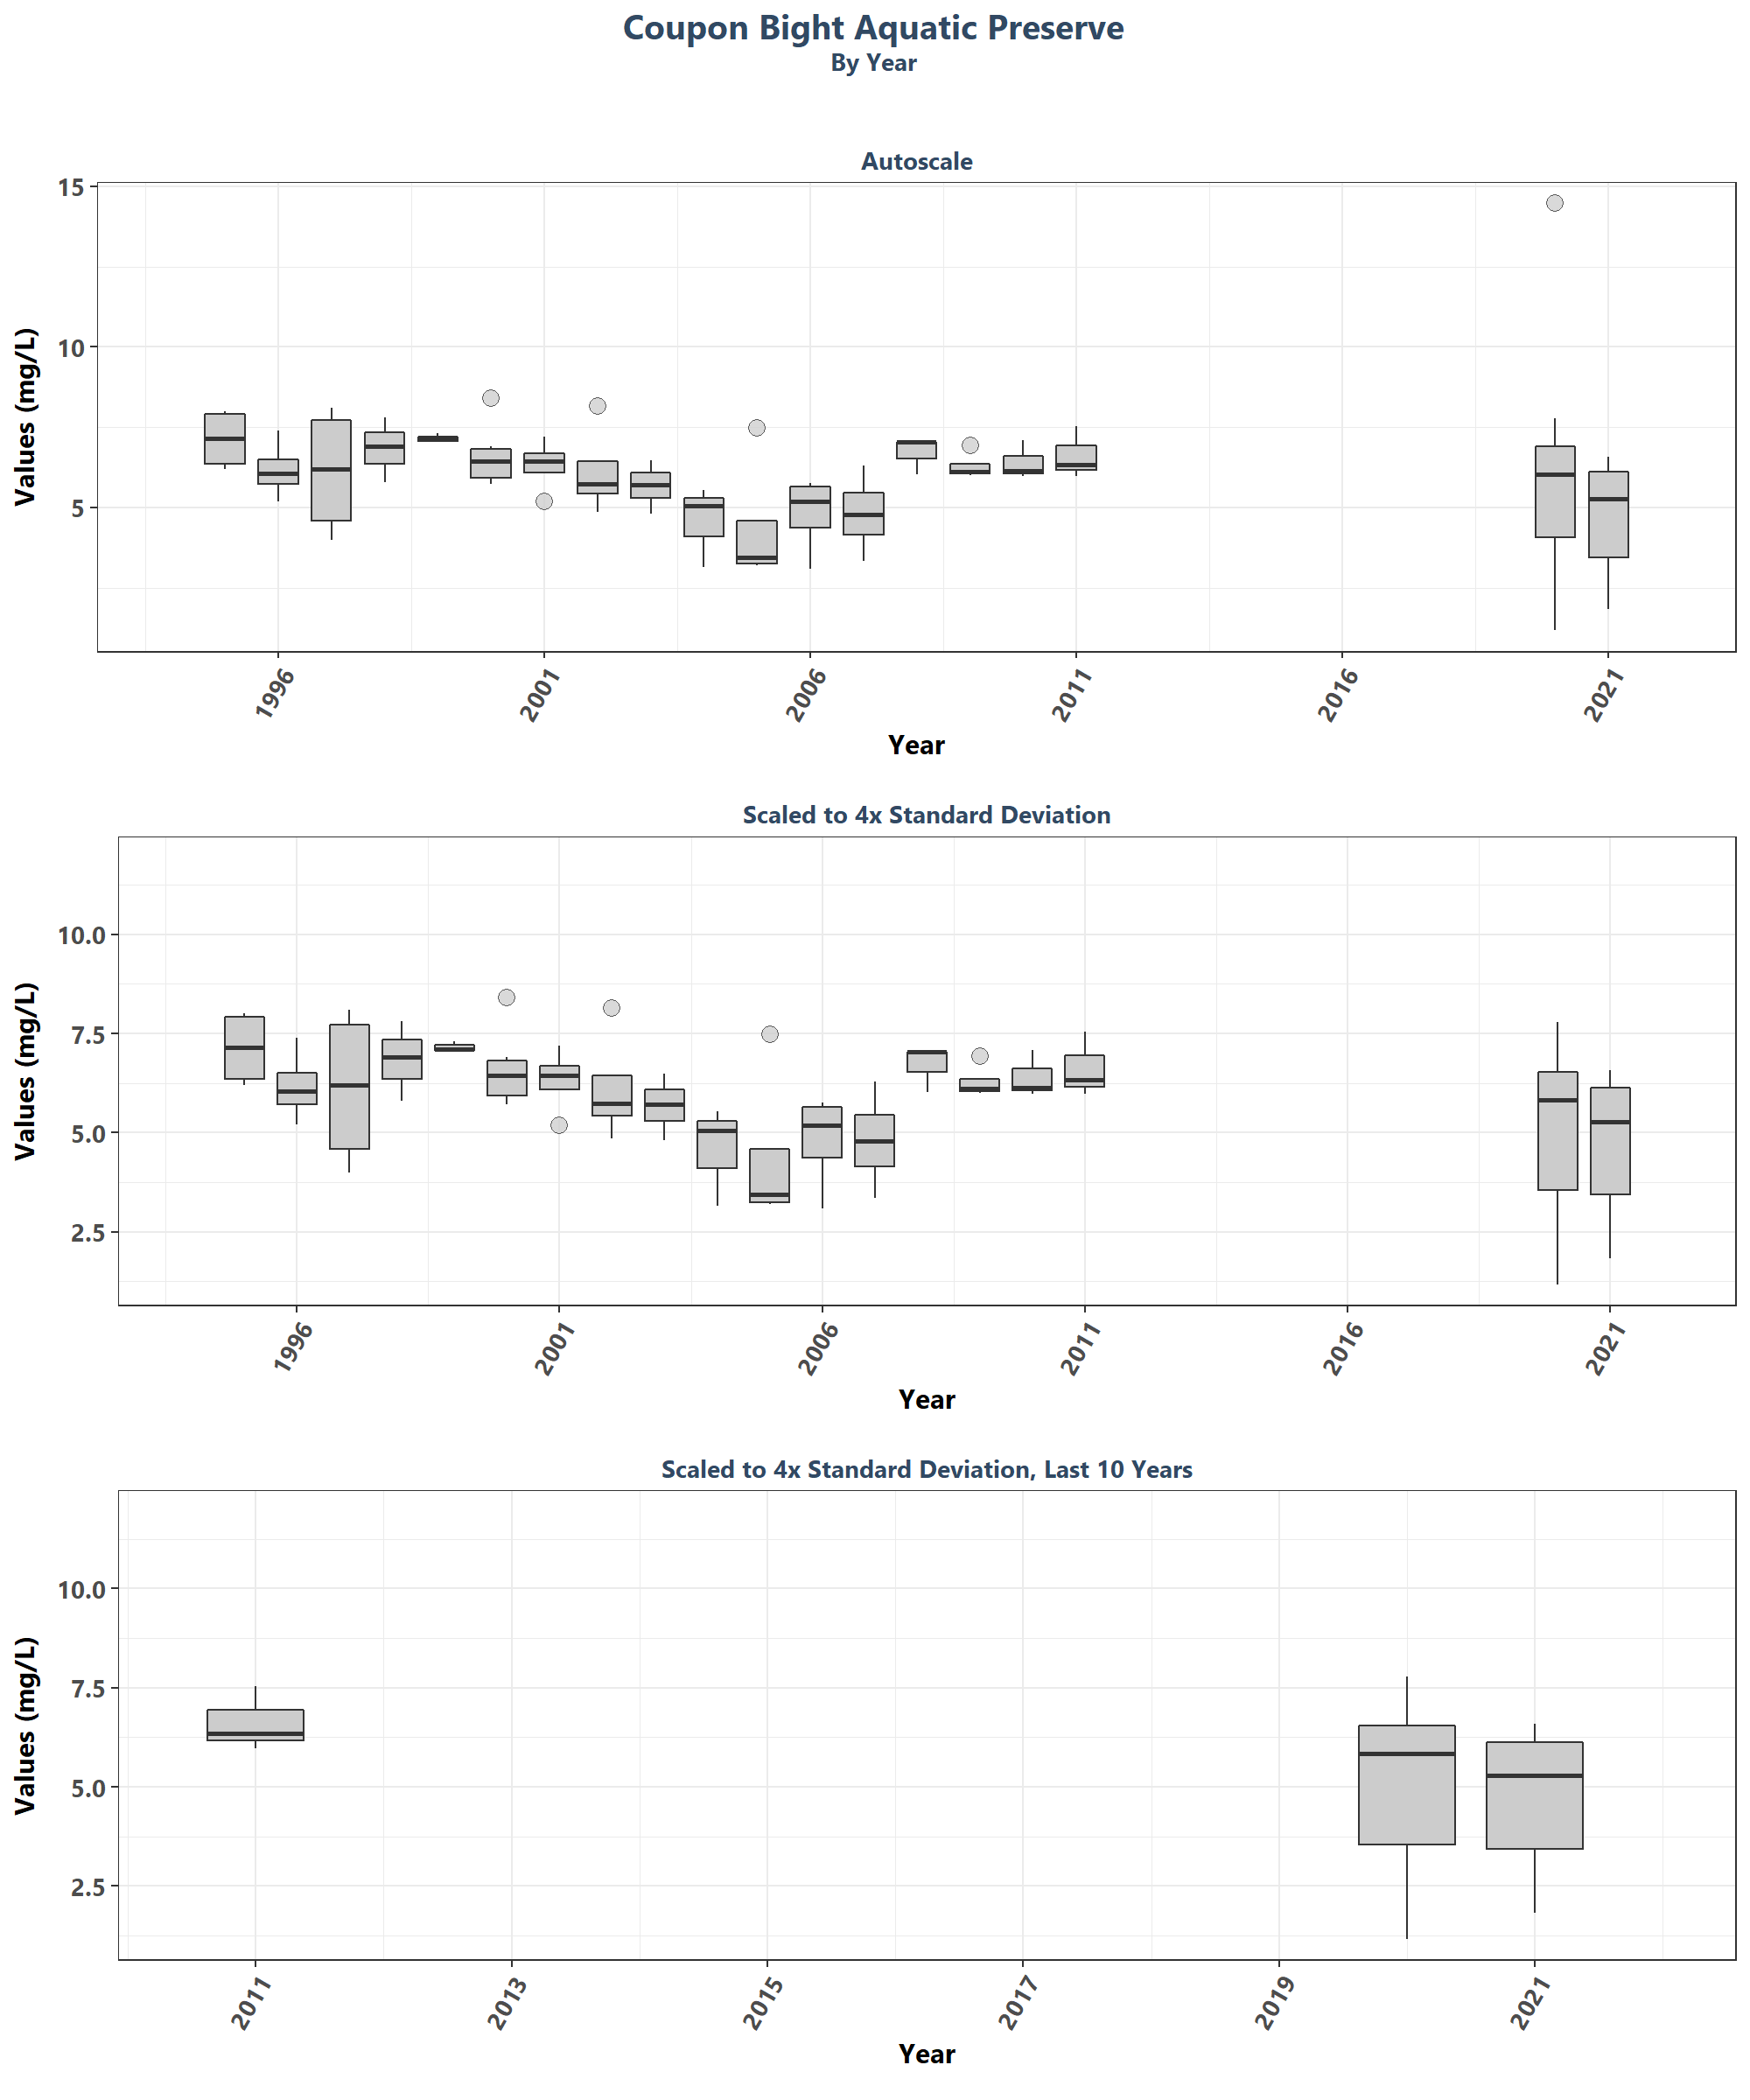 Coupon Bight Aquatic Preserve
By Year
Autoscale
Values (mg/L)
15
10
5
1996
2001
2006
2011
2016
2021
Year
Scaled to 4x Standard Deviation
Values (mg/L)
10.0
7.5
5.0
2.5
1996
2001
2006
2011
2016
2021
Year
Scaled to 4x Standard Deviation, Last 10 Years
Values (mg/L)
10.0
7.5
5.0
2.5
2011
2013
2015
2017
2019
2021
Year